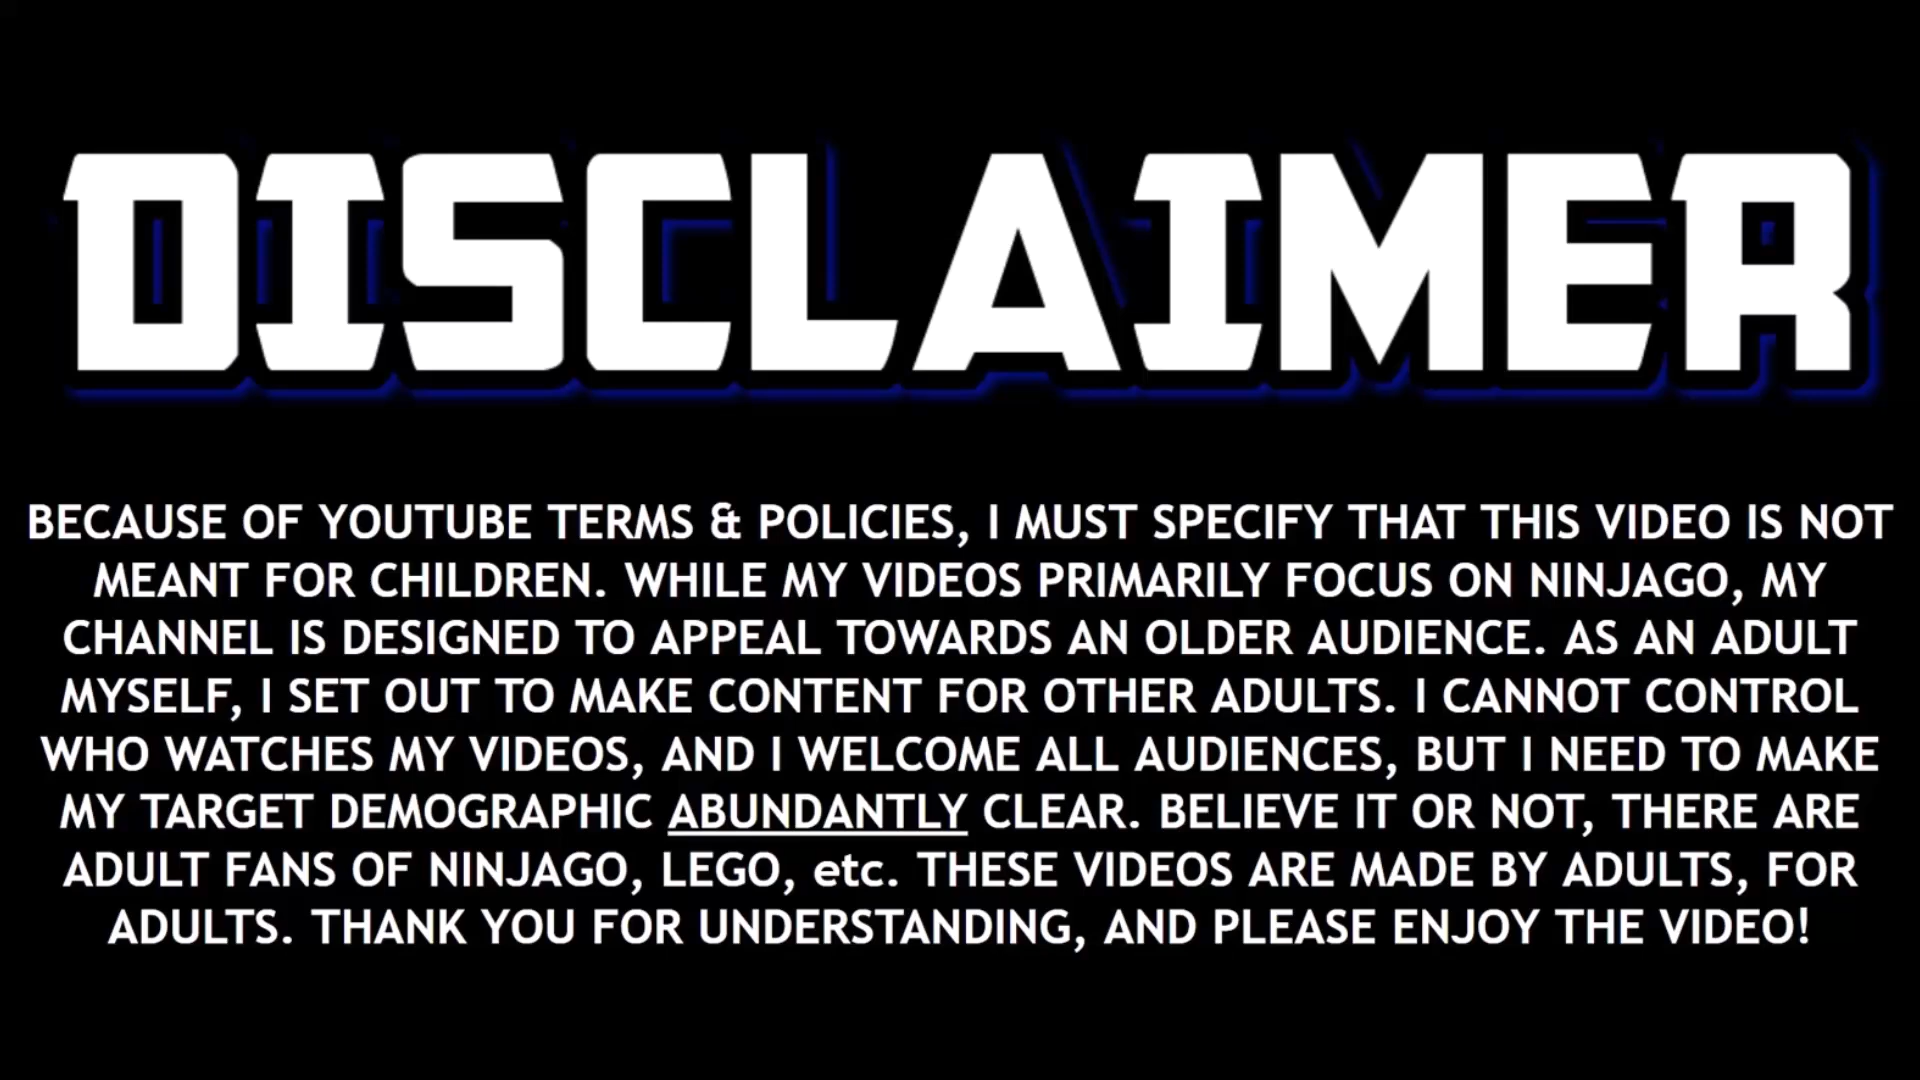 DISCLAIMER
BECAUSE OF YOUTUBE TERMS & POLICIES, I MUST SPECIFY THAT THIS VIDEO IS NOT
MEANT FOR CHILDREN. WHILE MY VIDEOS PRIMARILY FOCUS ON NINJAGO, MY
CHANNEL IS DESIGNED TO APPEAL TOWARDS AN OLDER AUDIENCE. AS AN ADULT
MYSELF, I SET OUT TO MAKE CONTENT FOR OTHER ADULTS. I CANNOT CONTROL
WHO WATCHES MY VIDEOS, AND I WELCOME ALL AUDIENCES, BUT I NEED TO MAKE
MY TARGET DEMOGRAPHIC ABUNDANTLY CLEAR. BELIEVE IT OR NOT, THERE ARE
ADULT FANS OF NINJAGO, LEGO, etc. THESE VIDEOS ARE MADE BY ADULTS, FOR
ADULTS. THANK YOU FOR UNDERSTANDING, AND PLEASE ENJOY THE VIDEO!